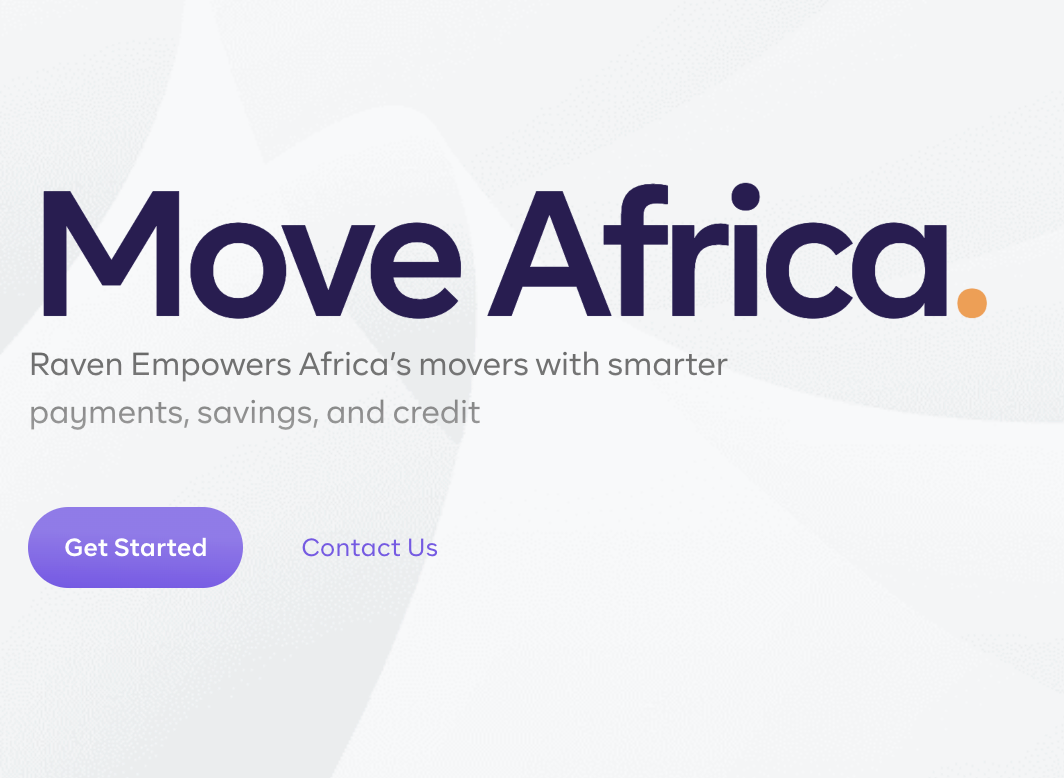 Move Africa.
Raven Empowers Africa’s movers with smarter
payments, savings, and credit
Get Started
Contact Us